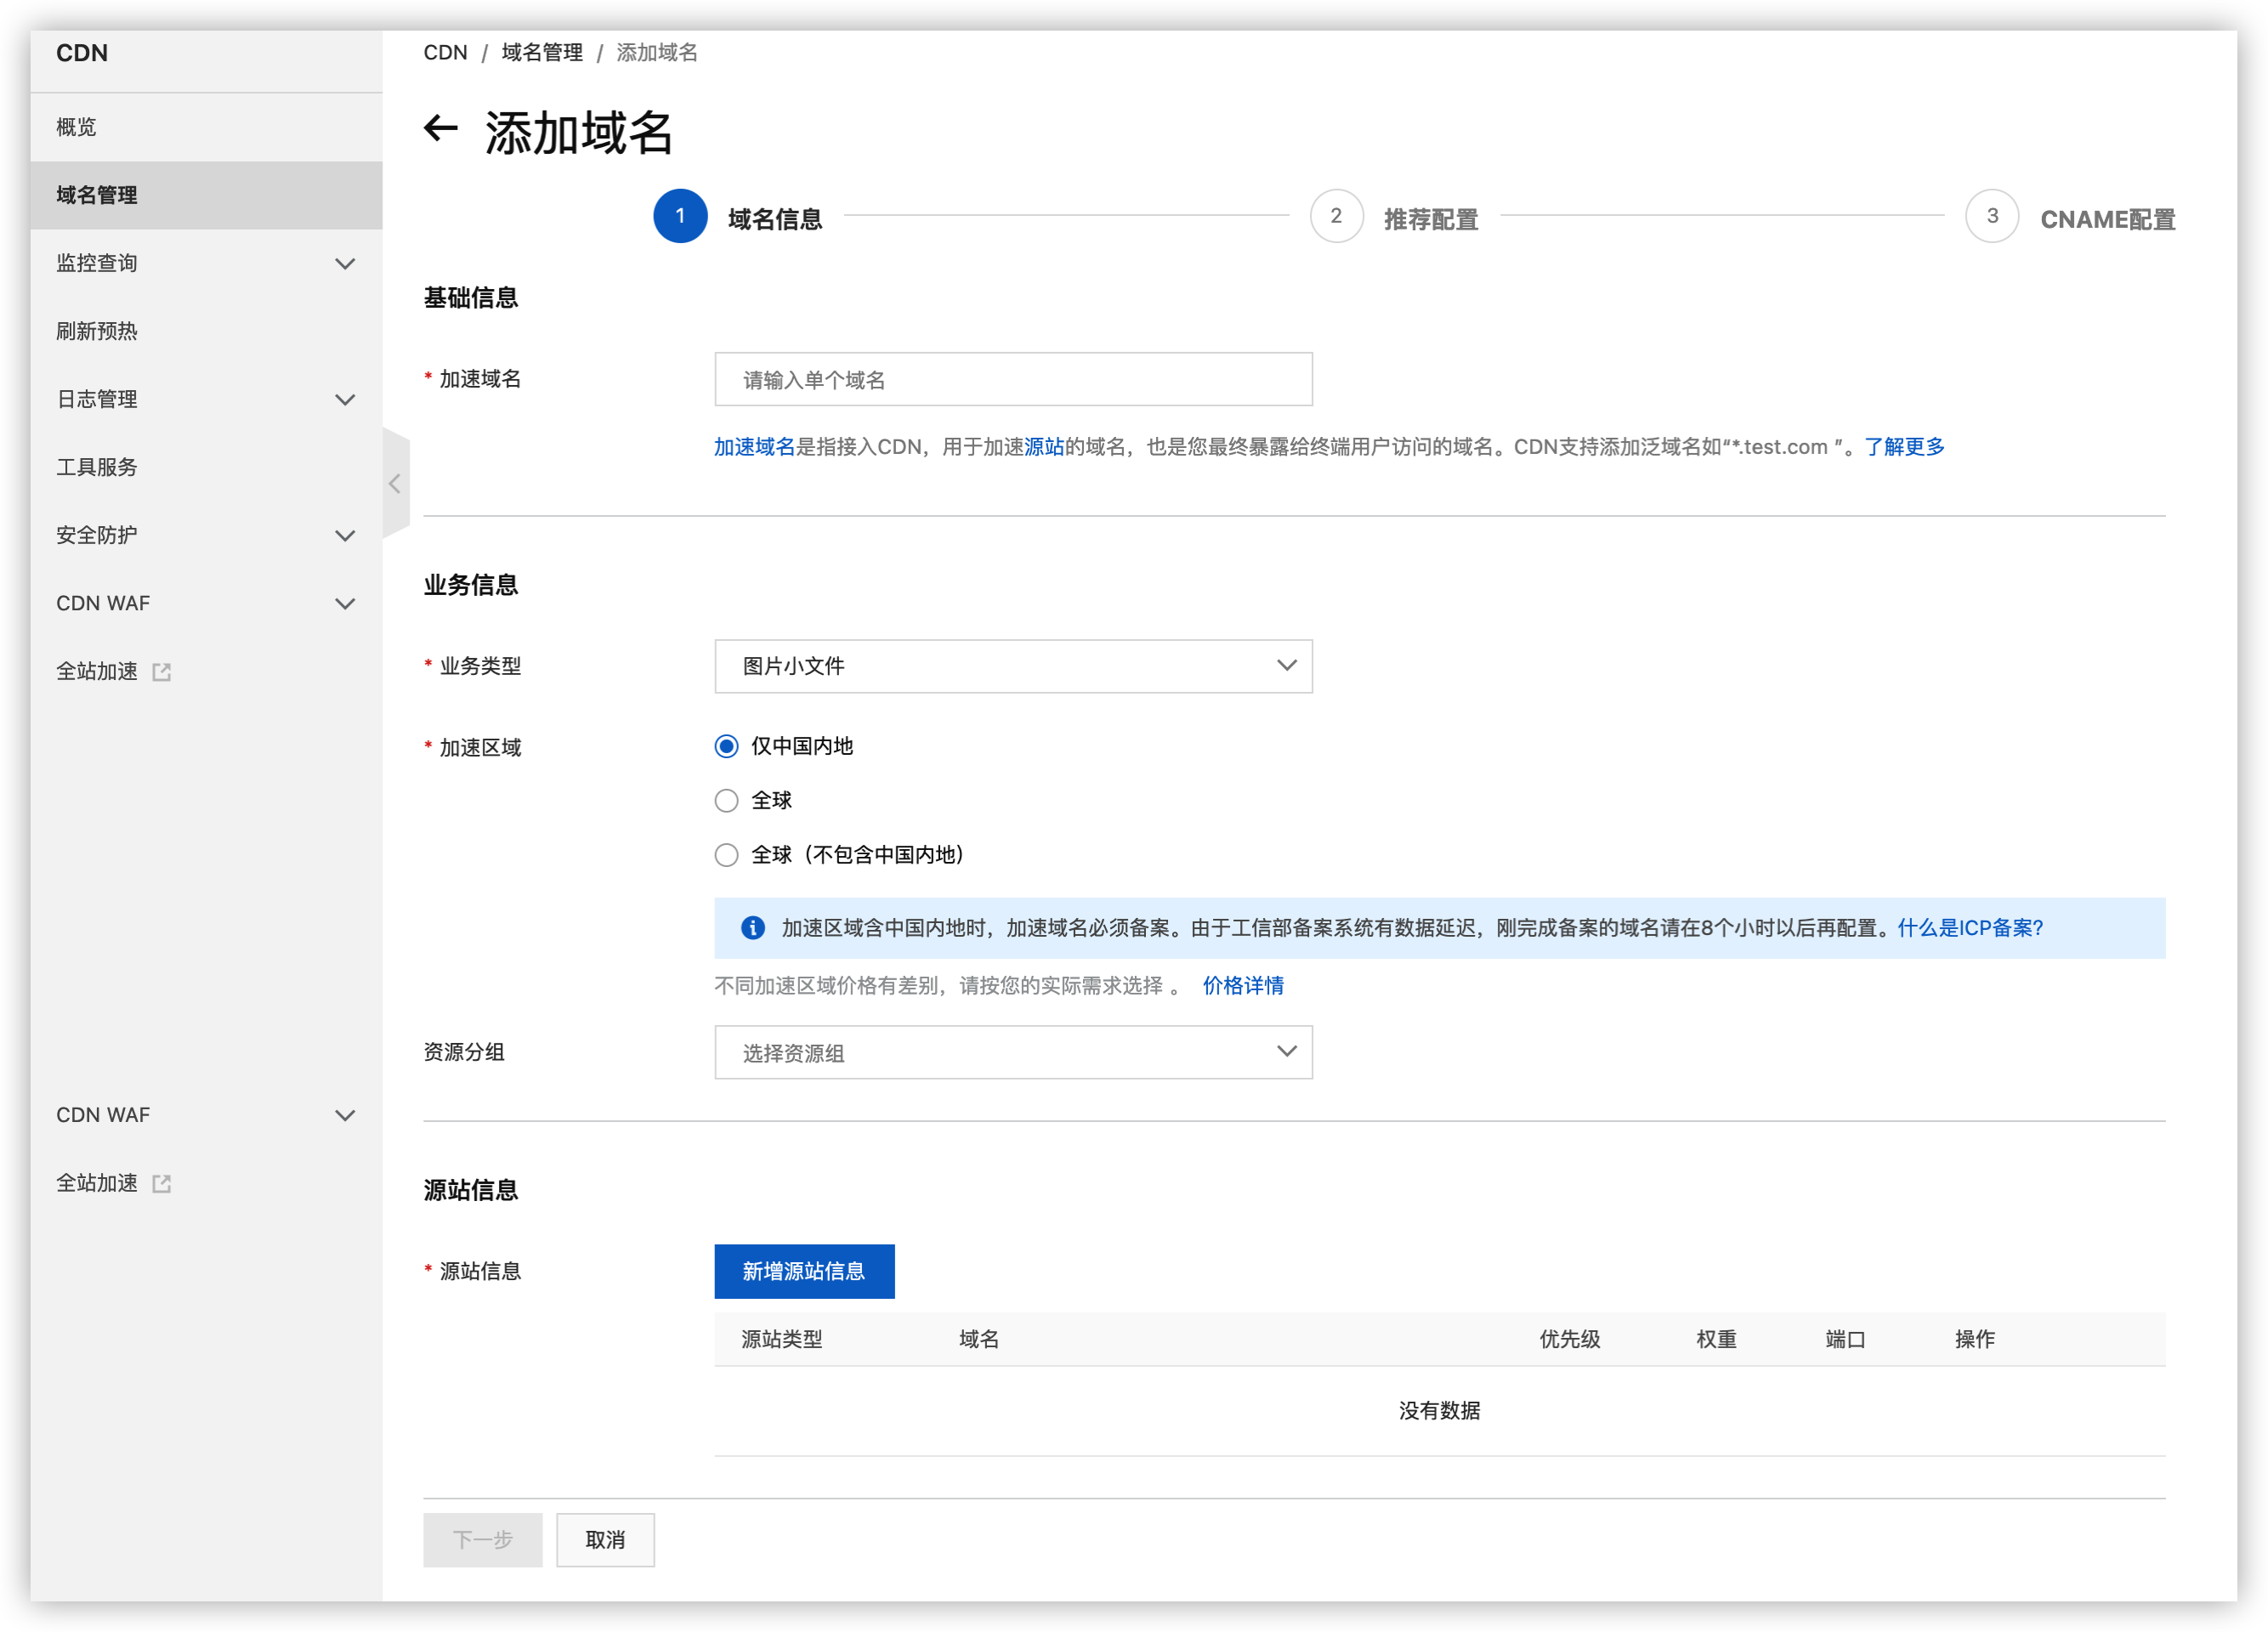 CDN
概览
域名管理
监控查询
刷新预热
日志管理
工具服务
安全防护
CDN WAF
全站加速
CDN WAF
全站加速
CDN / 域名管理 / 添加域名
添加域名
1 域名信息
2 推荐配置
3 CNAME配置
基础信息
* 加速域名
请输入单个域名
加速域名是指接入CDN，用于加速源站的域名，也是您最终暴露给终端用户访问的域名。CDN支持添加泛域名如“*.test.com ”。了解更多
业务信息
* 业务类型
图片小文件
* 加速区域
仅中国内地
全球
全球（不包含中国内地）
加速区域含中国内地时，加速域名必须备案。由于工信部备案系统有数据延迟，刚完成备案的域名请在8个小时以后再配置。什么是ICP备案?
不同加速区域价格有差别，请按您的实际需求选择 。 价格详情
资源分组
选择资源组
源站信息
* 源站信息
新增源站信息
源站类型 域名 优先级 权重 端口 操作
没有数据
下一步 取消